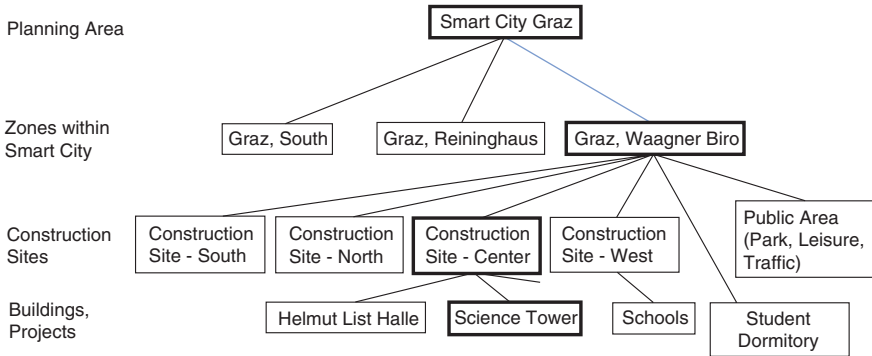 Planning Area
Smart City Graz
Zones within
Smart City
Graz, South
Graz, Reininghaus
Graz, Waagner Biro
Construction
Sites
Construction
Site - South
Construction
Site - North
Construction
Site - Center
Construction
Site - West
Public Area
(Park, Leisure,
Traffic)
Buildings,
Projects
Helmut List Halle
Science Tower
Schools
Student
Dormitory